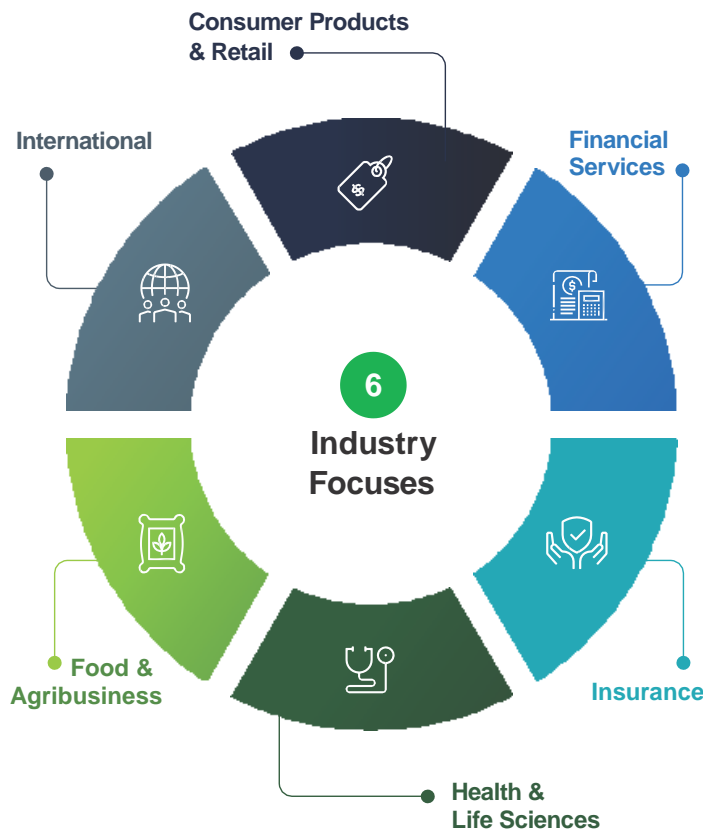 Consumer Products
& Retail
International
Financial
Services
6
Industry
Focuses
Food &
Agribusiness
Insurance
Health &
Life Sciences